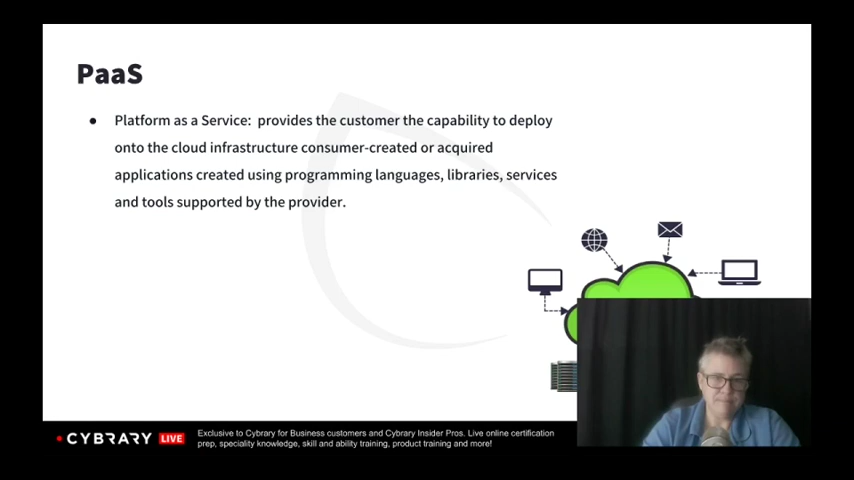 PaaS
● Platform as a Service:  provides the customer the capability to deploy
onto the cloud infrastructure consumer-created or acquired
applications created using programming languages, libraries, services
and tools supported by the provider.
CYBRARY LIVE
Exclusive to Cybrary for Business customers and Cybrary Insider Pros. Live online certification
prep, speciality knowledge, skill and ability training, product training and more!